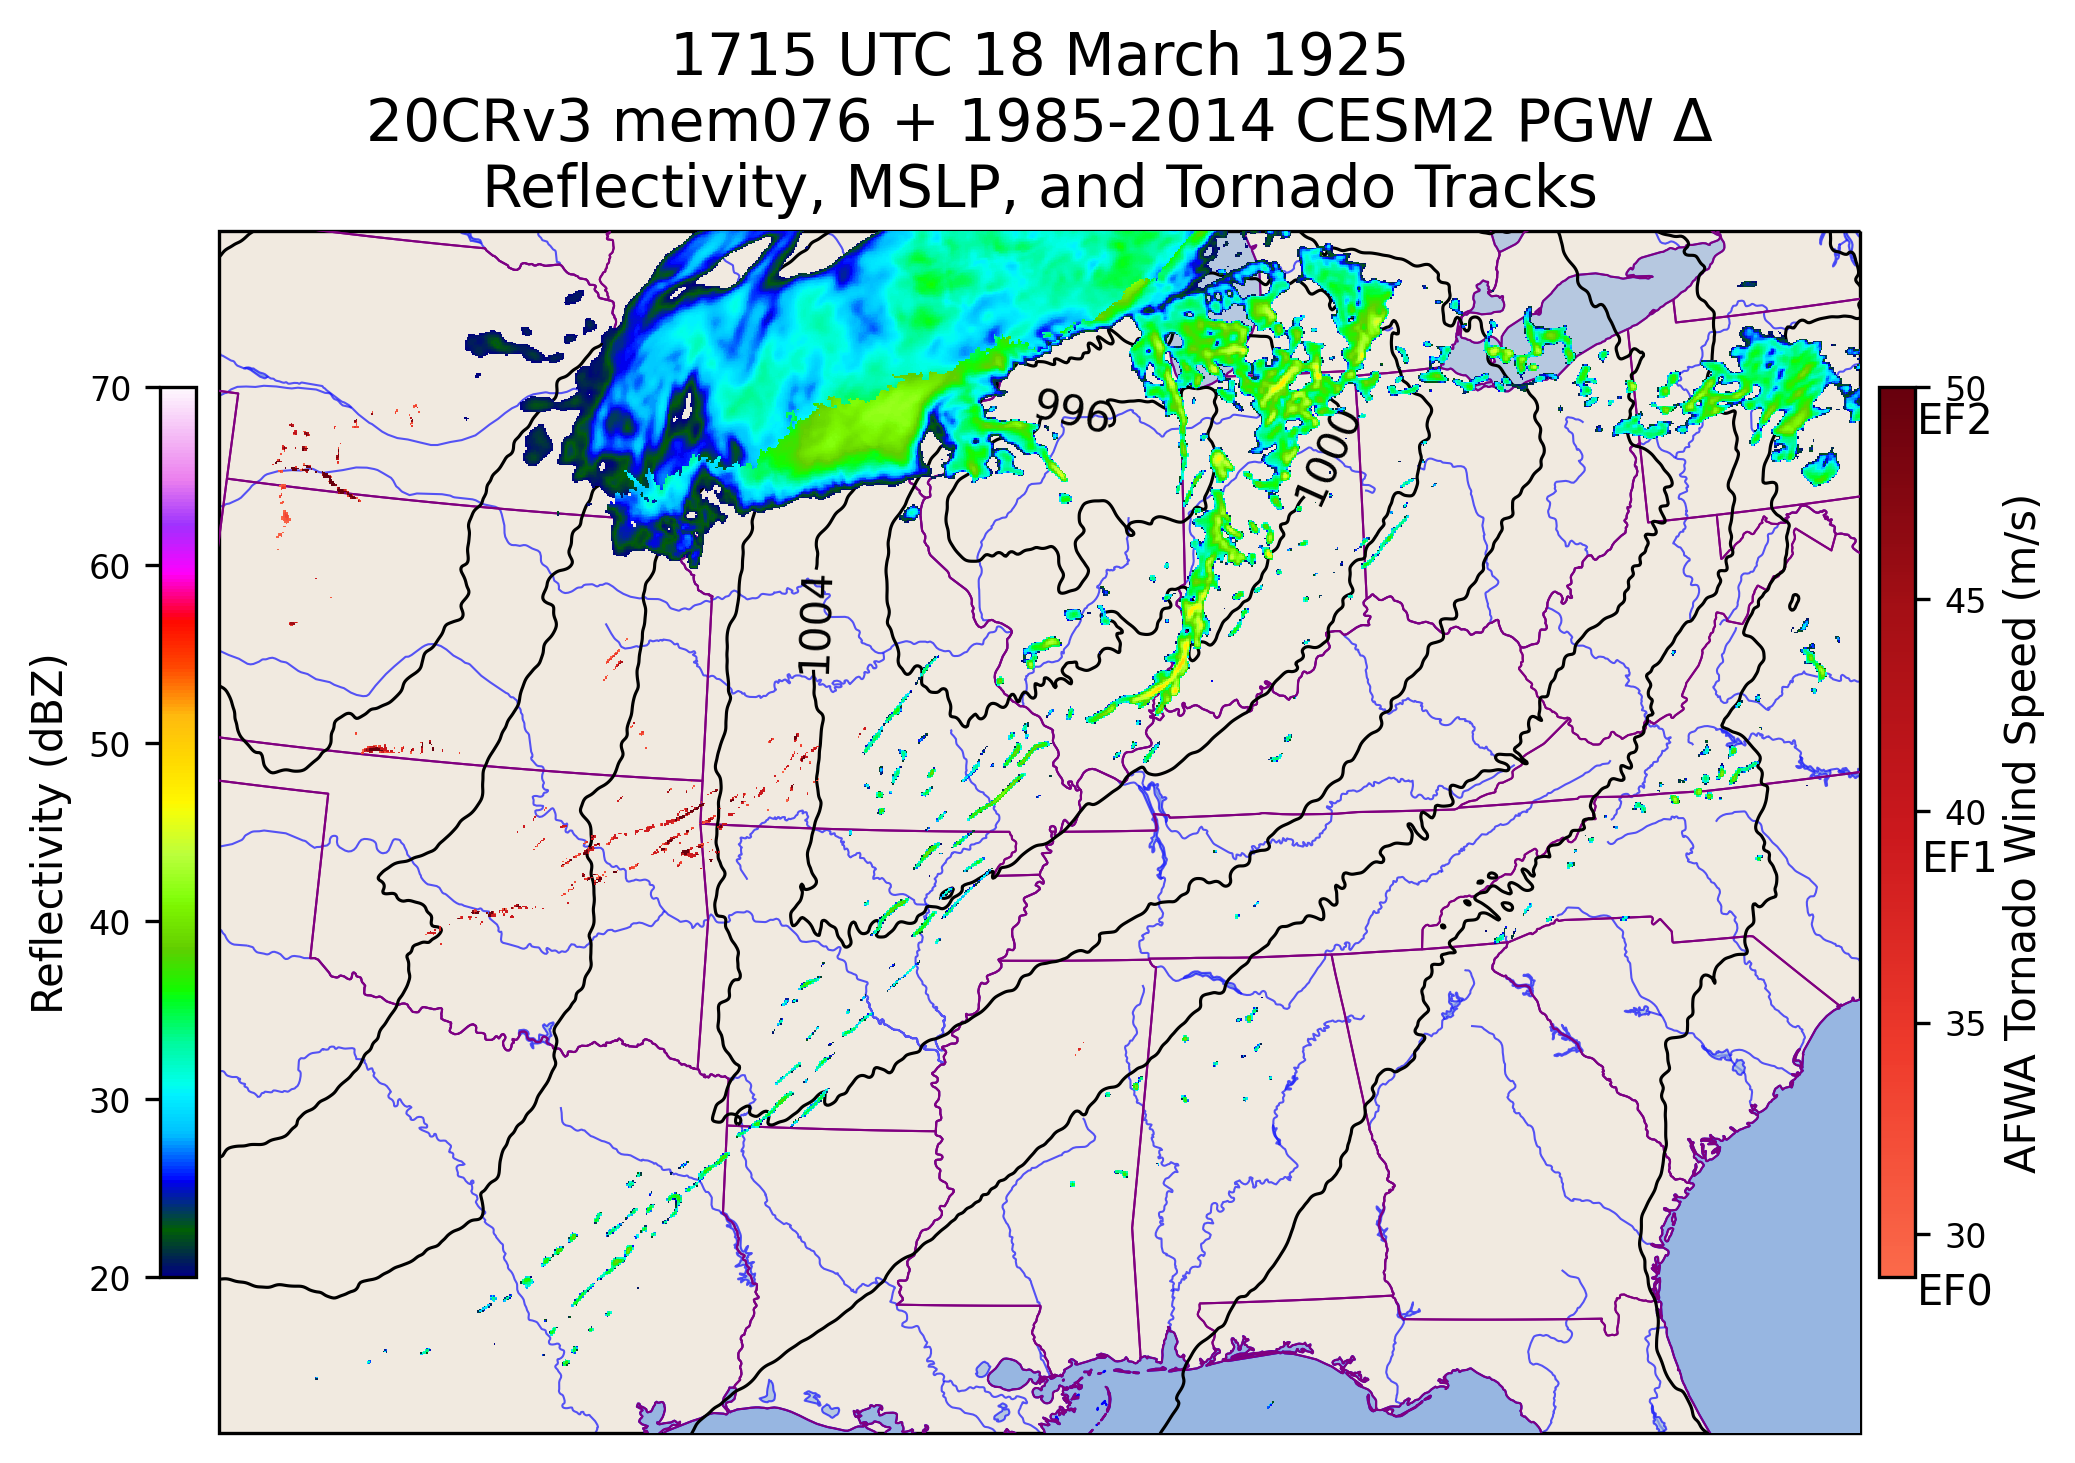 1715 UTC 18 March 1925
20CRv3 mem076 + 1985-2014 CESM2 PGW Δ
Reflectivity, MSLP, and Tornado Tracks
70
60
50
40
30
20
Reflectivity (dBZ)
996
1000
1004
50
EF2
45
40
EF1
35
30
EF0
AFWA Tornado Wind Speed (m/s)